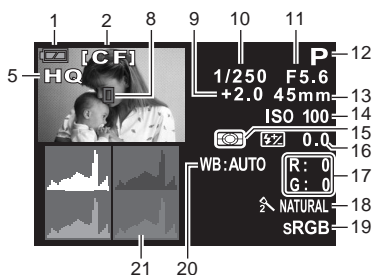 1 2 8 10 11
[CF] P 12
5 HQ 9 1/250 F5.6
+2.0 45mm 13
ISO 100 14
0.0 15
16
WB:AUTO R: 0
G: 0 17
2 NATURAL 18
sRGB 19
21 20